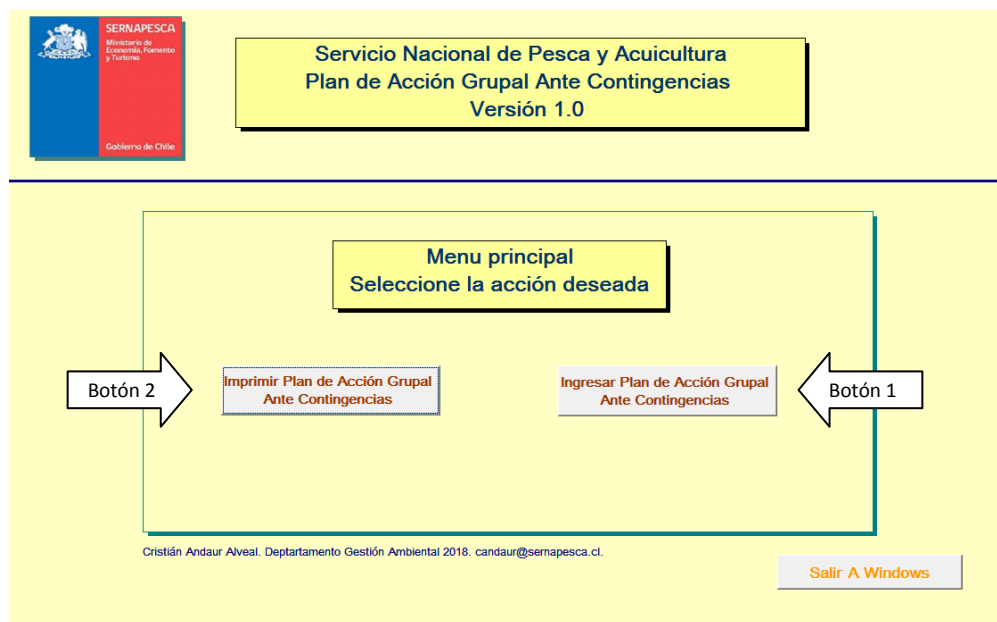 SERNAPESCA
Ministerio de
Economía, Fomento
y Turismo
Gobierno de Chile
Servicio Nacional de Pesca y Acuicultura
Plan de Acción Grupal Ante Contingencias
Versión 1.0
Menu principal
Seleccione la acción deseada
Botón 2
Imprimir Plan de Acción Grupal
Ante Contingencias
Ingresar Plan de Acción Grupal
Ante Contingencias
Botón 1
Cristián Andaur Alveal. Deptartamento Gestión Ambiental 2018. candaur@sernapesca.cl.
Salir A Windows